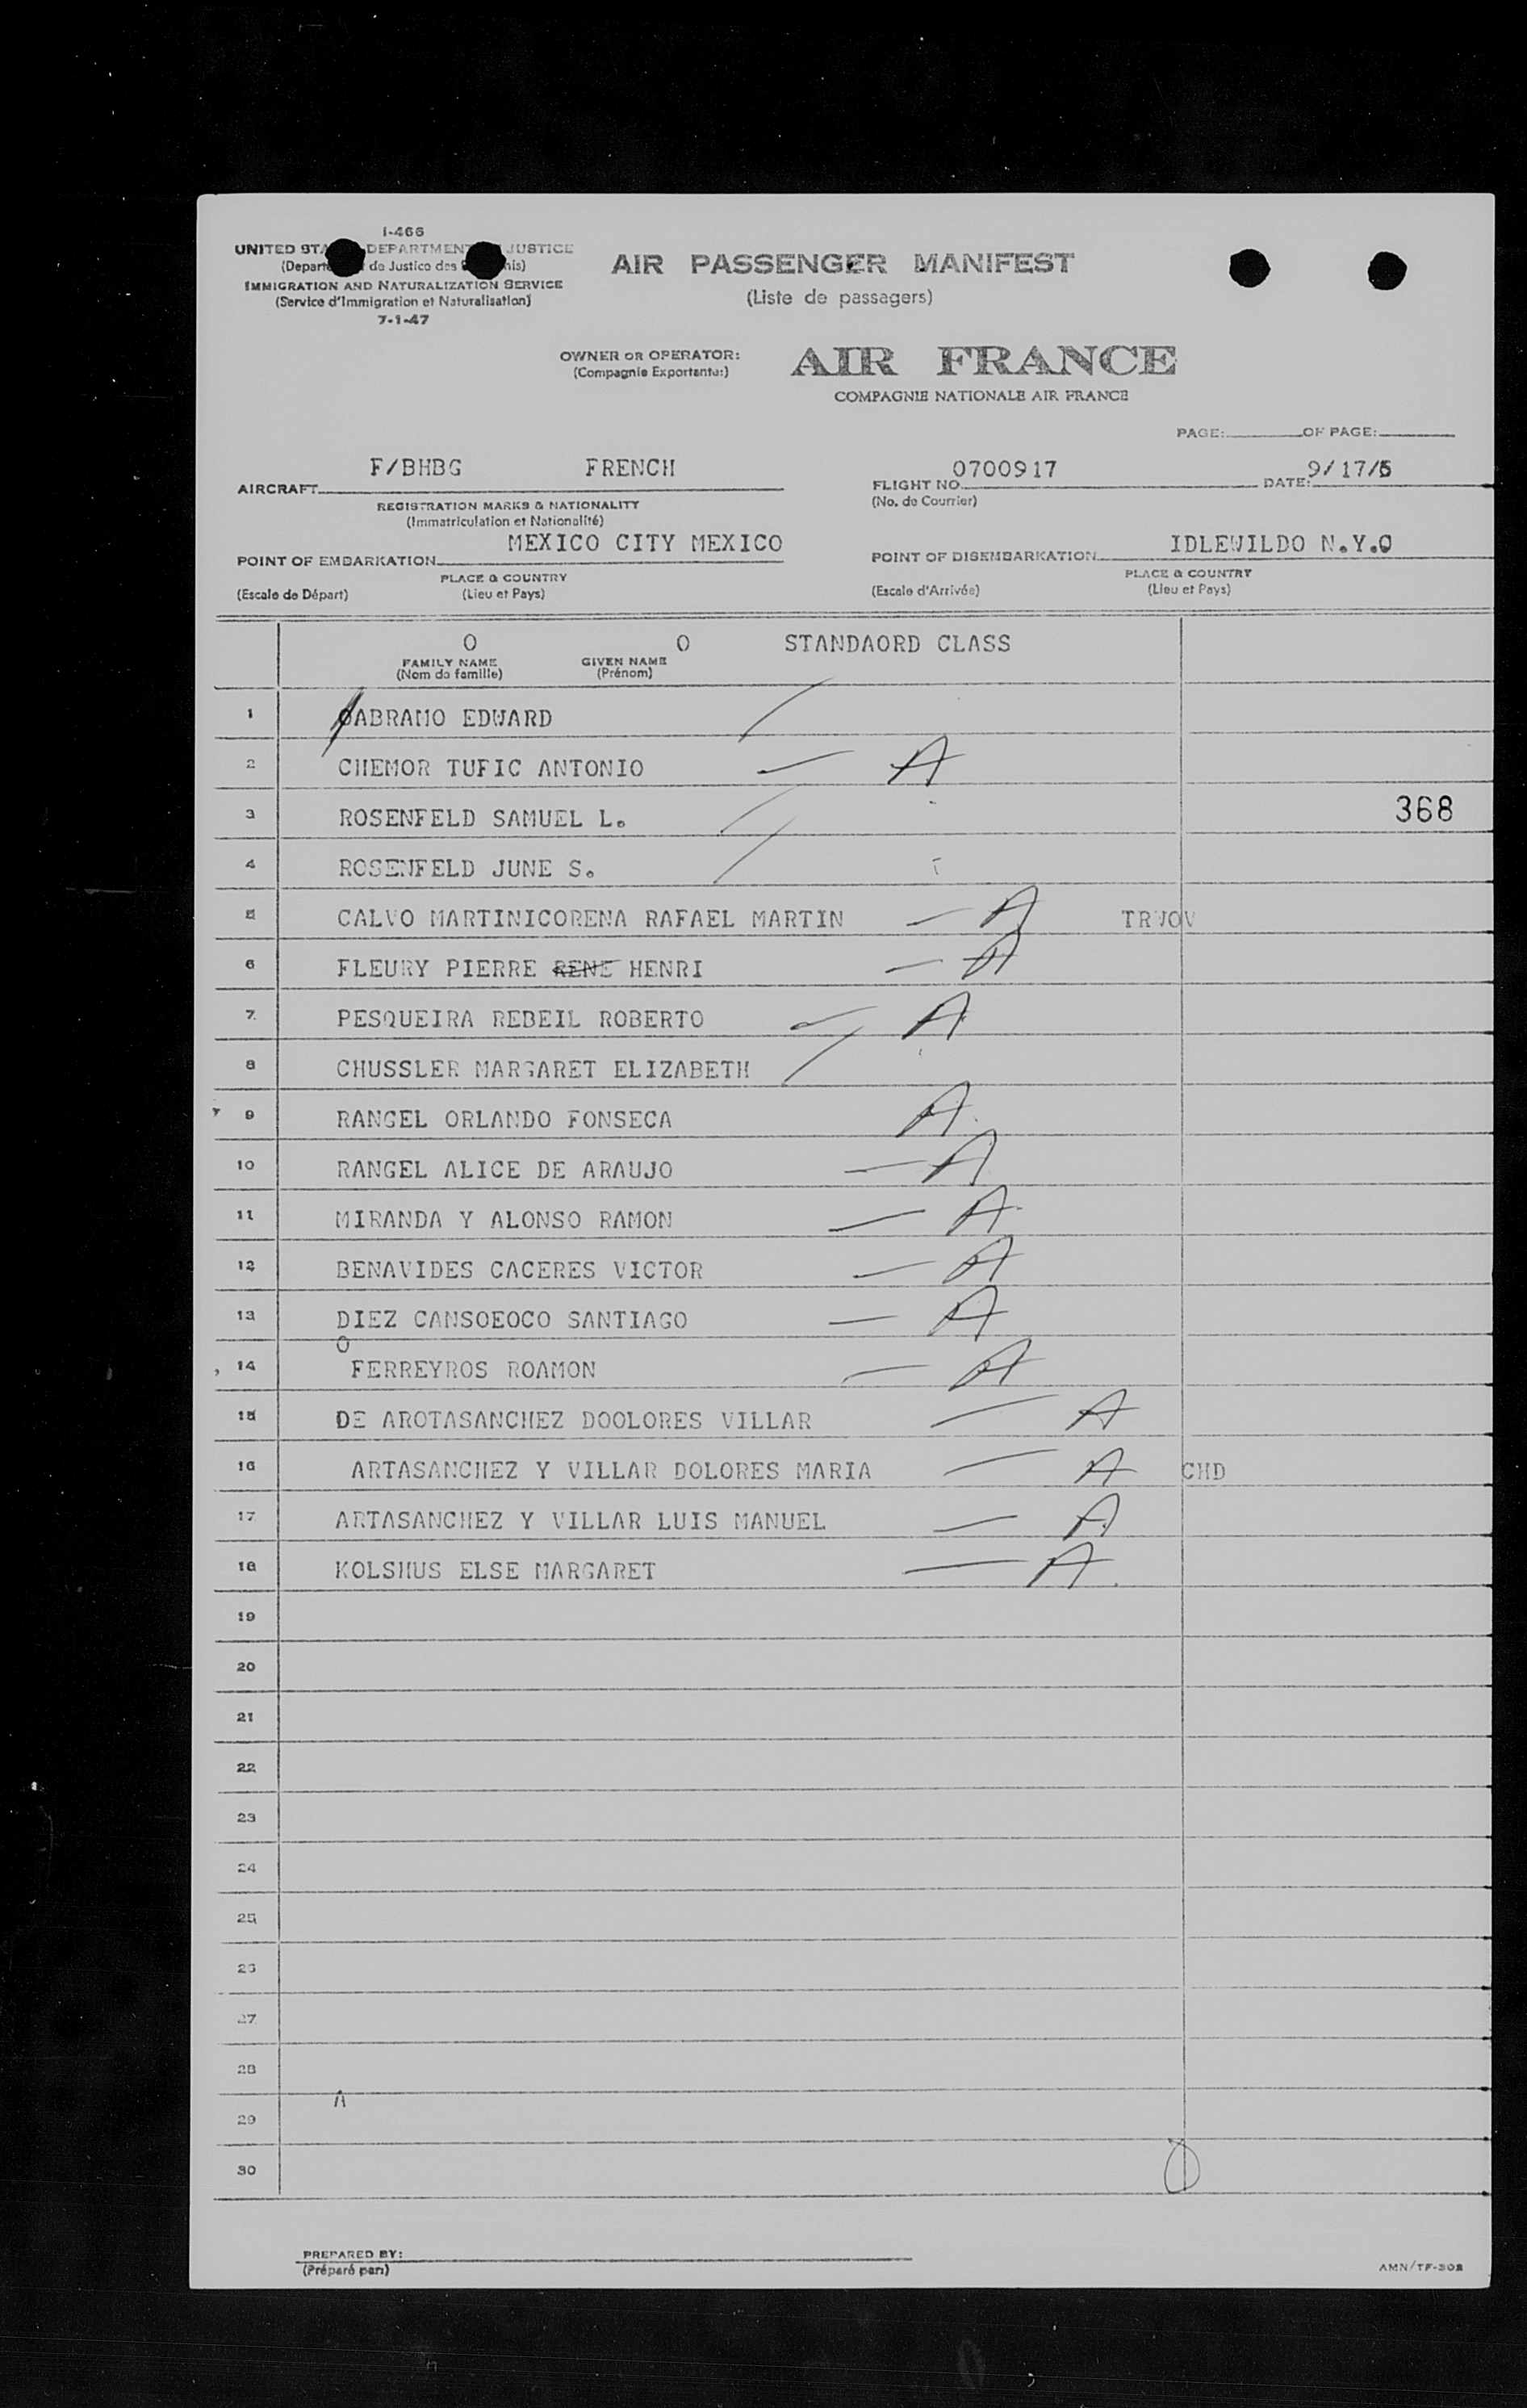 I-466
UNITED STA DEPARTMEN JUSTICE
(Depart de Justice des nis)
IMMIGRATION AND NATURALIZATION SERVICE
(Service d'Immigration et Naturalisation)
7-1-47
AIR PASSENGER MANIFEST
(Liste de passagers)
OWNER OR OPERATOR:
(Compagnie Exportante:)
AIR FRANCE
COMPAGNIE NATIONALE AIR FRANCE
PAGE: OF PAGE:
F/BHBG FRENCH
AIRCRAFT
REGISTRATION MARKS & NATIONALITY
(Immatriculation et Nationalité)
0700917
FLIGHT NO.
(No. de Courrier)
9/17/5
DATE:
MEXICO CITY MEXICO
POINT OF EMBARKATION
PLACE & COUNTRY
(Escale de Départ) (Lieu et Pays)
IDLEWILDO N.Y.O
POINT OF DISEMBARKATION
PLACE & COUNTRY
(Escale d'Arrivée) (Lieu et Pays)
O O STANDAORD CLASS
FAMILY NAME GIVEN NAME
(Nom de famille) (Prénom)
1 OABRAMO EDWARD
2 CHEMOR TUFIC ANTONIO A
3 ROSENFELD SAMUEL L. 368
4 ROSENFELD JUNE S.
5 CALVO MARTINICORENA RAFAEL MARTIN A TRWOV
6 FLEURY PIERRE RENE HENRI A
7 PESQUEIRA REBEIL ROBERTO A
8 CHUSSLER MARGARET ELIZABETH
9 RANGEL ORLANDO FONSECA A
10 RANGEL ALICE DE ARAUJO A
11 MIRANDA Y ALONSO RAMON A
12 BENAVIDES CACERES VICTOR A
13 DIEZ CANSOEOCO SANTIAGO A
O
14 FERREYROS ROAMON A
15 DE AROTASANCHEZ DOOLORES VILLAR A
16 ARTASANCHEZ Y VILLAR DOLORES MARIA A CHD
17 ARTASANCHEZ Y VILLAR LUIS MANUEL A
18 KOLSHUS ELSE MARGARET A
19
20
21
22
23
24
25
26
27
28
29
30
PREPARED BY:
(Préparé par:)
AMN/TF-302